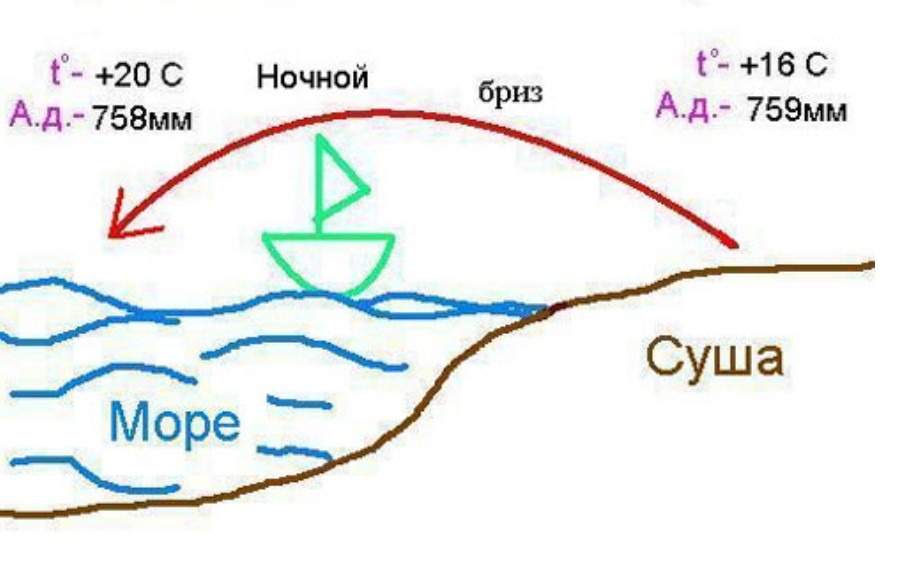 t°- +20 С
А.д.- 758мм
Ночной бриз
t°- +16 С
А.д.- 759мм
Суша
Море